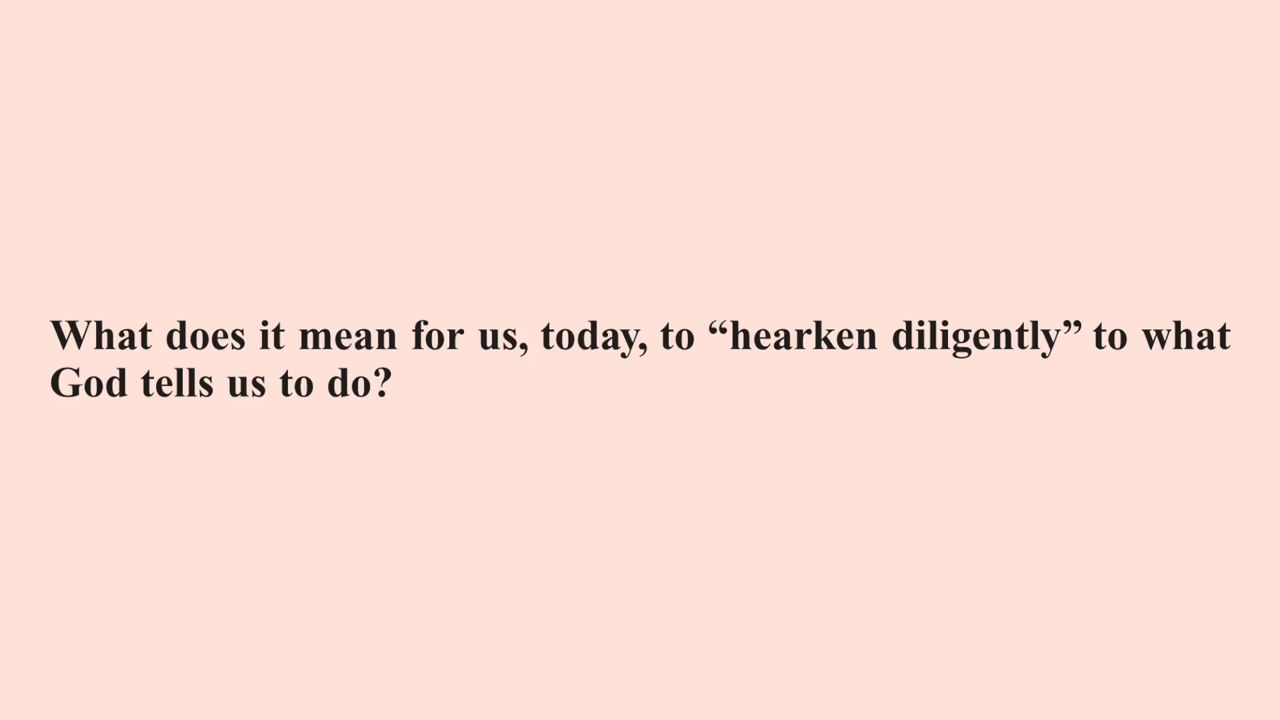 What does it mean for us, today, to “hearken diligently” to what
God tells us to do?